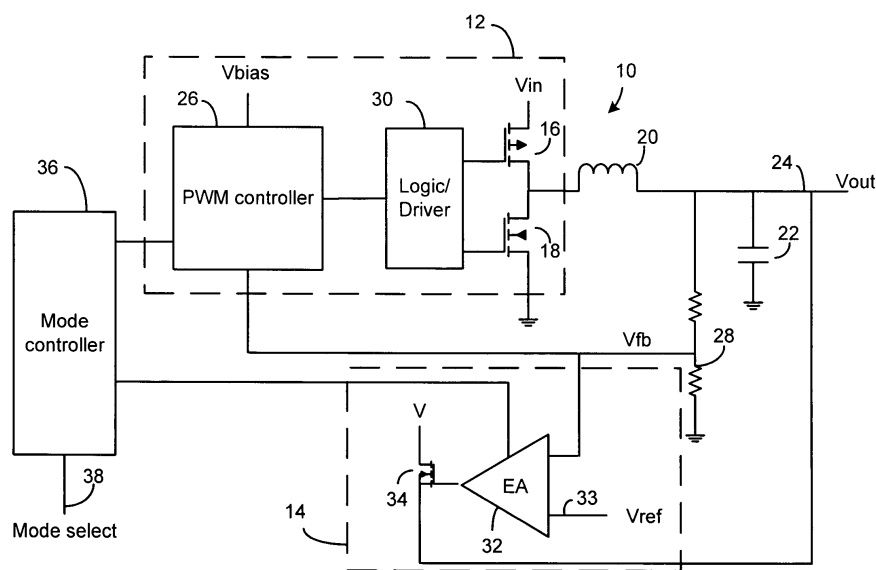 12
Vbias
Vin
10
26
30
16
20
36
24
Vout
PWM controller
Logic/
Driver
18
22
Mode
controller
Vfb
28
V
34
EA
38
33
14
32
Vref
Mode select